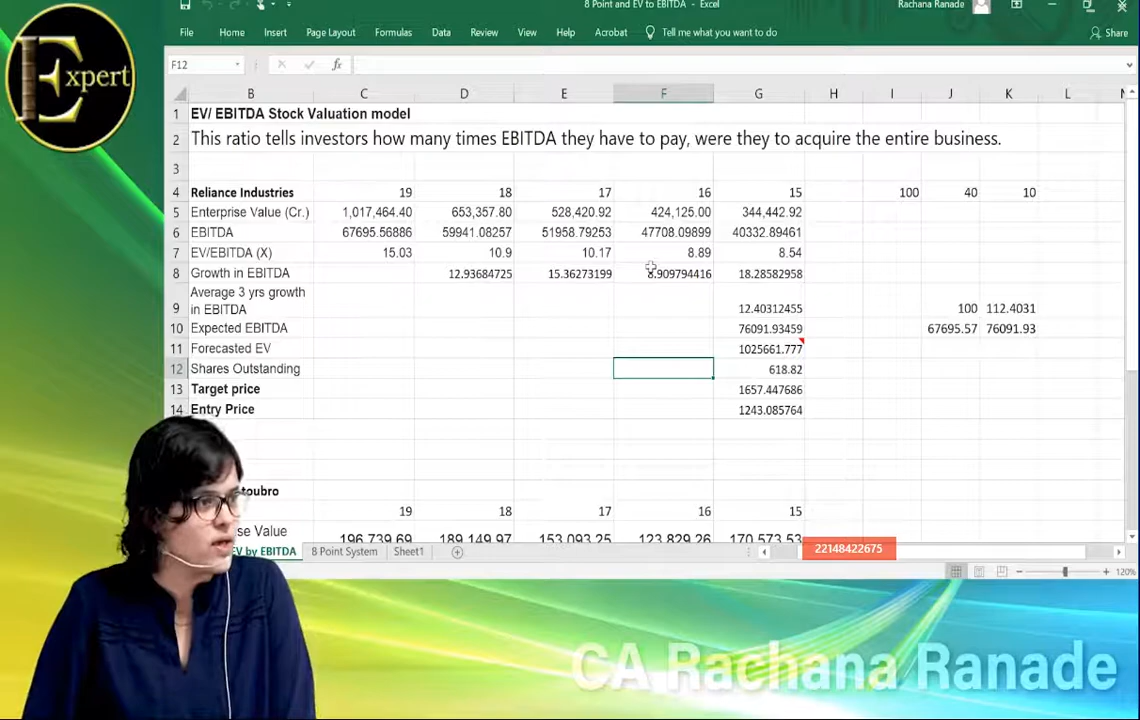 8 Point and EV to EBITDA - Excel
Rachana Ranade
File Home Insert Page Layout Formulas Data Review View Help Acrobat Tell me what you want to do Share
Expert
F12 fx
B C D E F G H I J K L
1 EV/ EBITDA Stock Valuation model
2 This ratio tells investors how many times EBITDA they have to pay, were they to acquire the entire business.
3
4 Reliance Industries 19 18 17 16 15 100 40 10
5 Enterprise Value (Cr.) 1,017,464.40 653,357.80 528,420.92 424,125.00 344,442.92
6 EBITDA 67695.56886 59941.08257 51958.79253 47708.09899 40332.89461
7 EV/EBITDA (X) 15.03 10.9 10.17 8.89 8.54
8 Growth in EBITDA 12.93684725 15.36273199 8.909794416 18.28582958
Average 3 yrs growth
9 in EBITDA 12.40312455 100 112.4031
10 Expected EBITDA 76091.93459 67695.57 76091.93
11 Forecasted EV 1025661.777
12 Shares Outstanding 618.82
13 Target price 1657.447686
14 Entry Price 1243.085764
toubro
19 18 17 16 15
se Value 196,739.69 189,149.97 153,093.25 123,829.26 170,573.53
EV by EBITDA 8 Point System Sheet1
22148422675
120%
CA Rachana Ranade